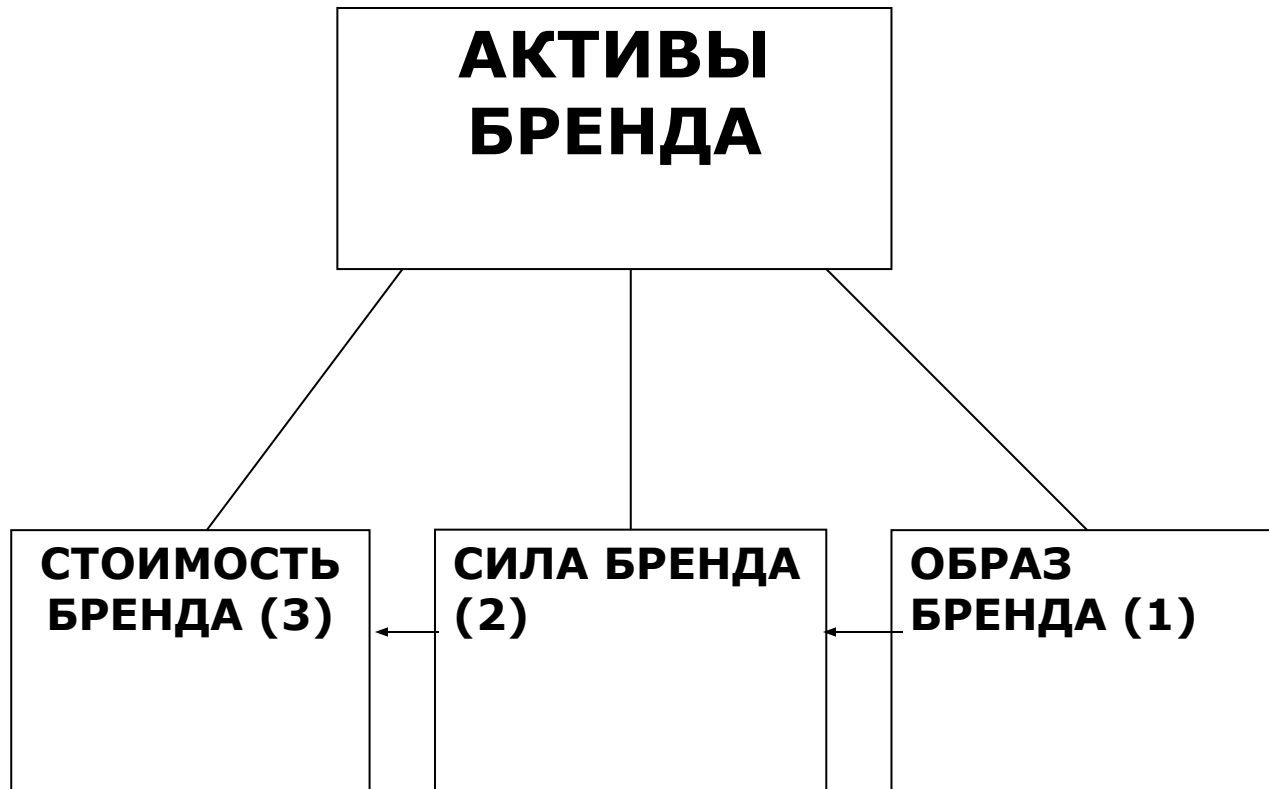 АКТИВЫ
БРЕНДА
СТОИМОСТЬ
БРЕНДА (3)
СИЛА БРЕНДА
(2)
ОБРАЗ
БРЕНДА (1)